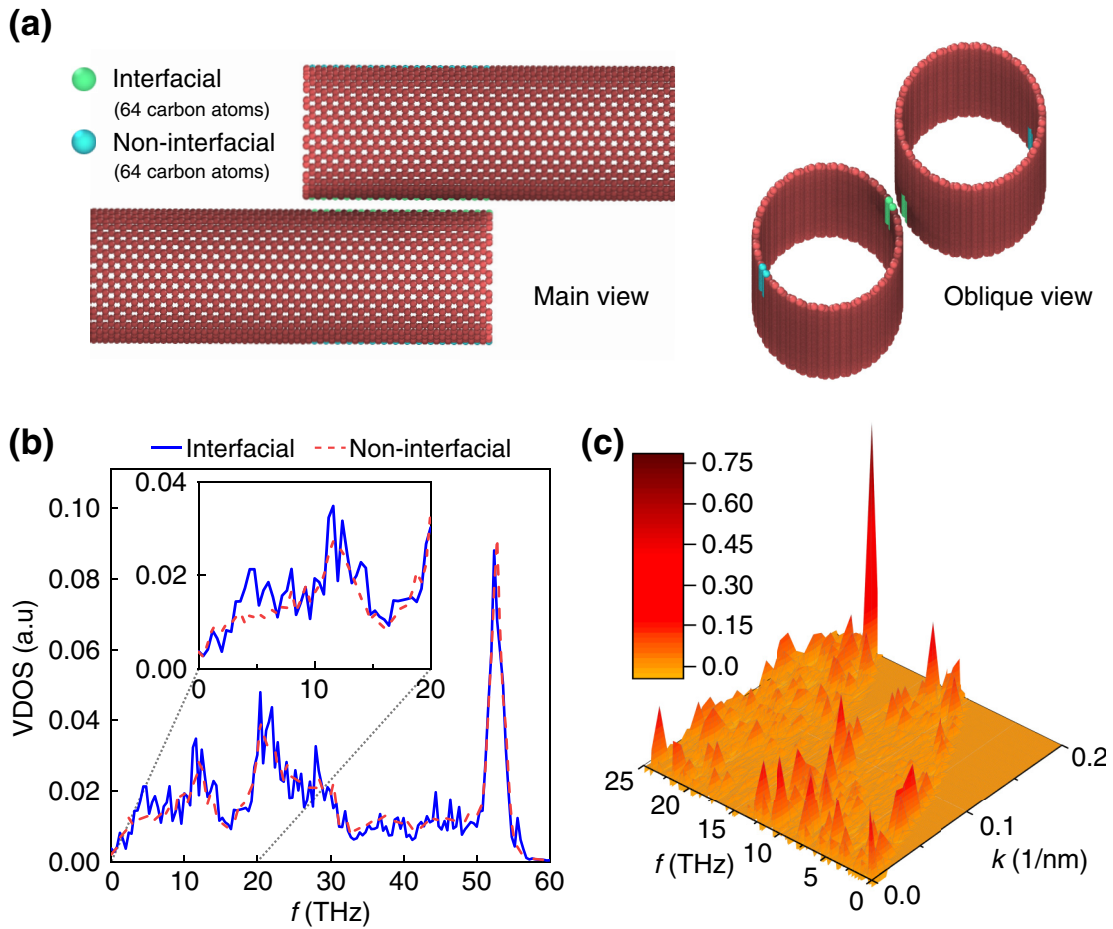 (a)
Interfacial
(64 carbon atoms)
Non-interfacial
(64 carbon atoms)
Main view
Oblique view
(b)
Interfacial
Non-interfacial
0.10
0.08
0.06
0.04
0.02
0.00
VDOS (a.u)
0.04
0.02
0.00
0
10
20
0
10
20
30
40
50
60
f (THz)
(c)
0.75
0.60
0.45
0.30
0.15
0.0
25
20
15
10
5
0
f (THz)
0.0
0.1
0.2
k (1/nm)